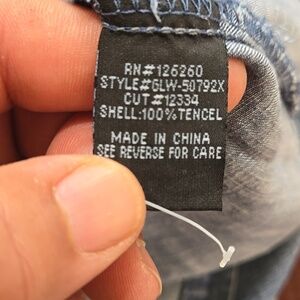 RN#126260
STYLE#GLW-50792X
CUT#12334
SHELL:100%TENCEL
MADE IN CHINA
SEE REVERSE FOR CARE